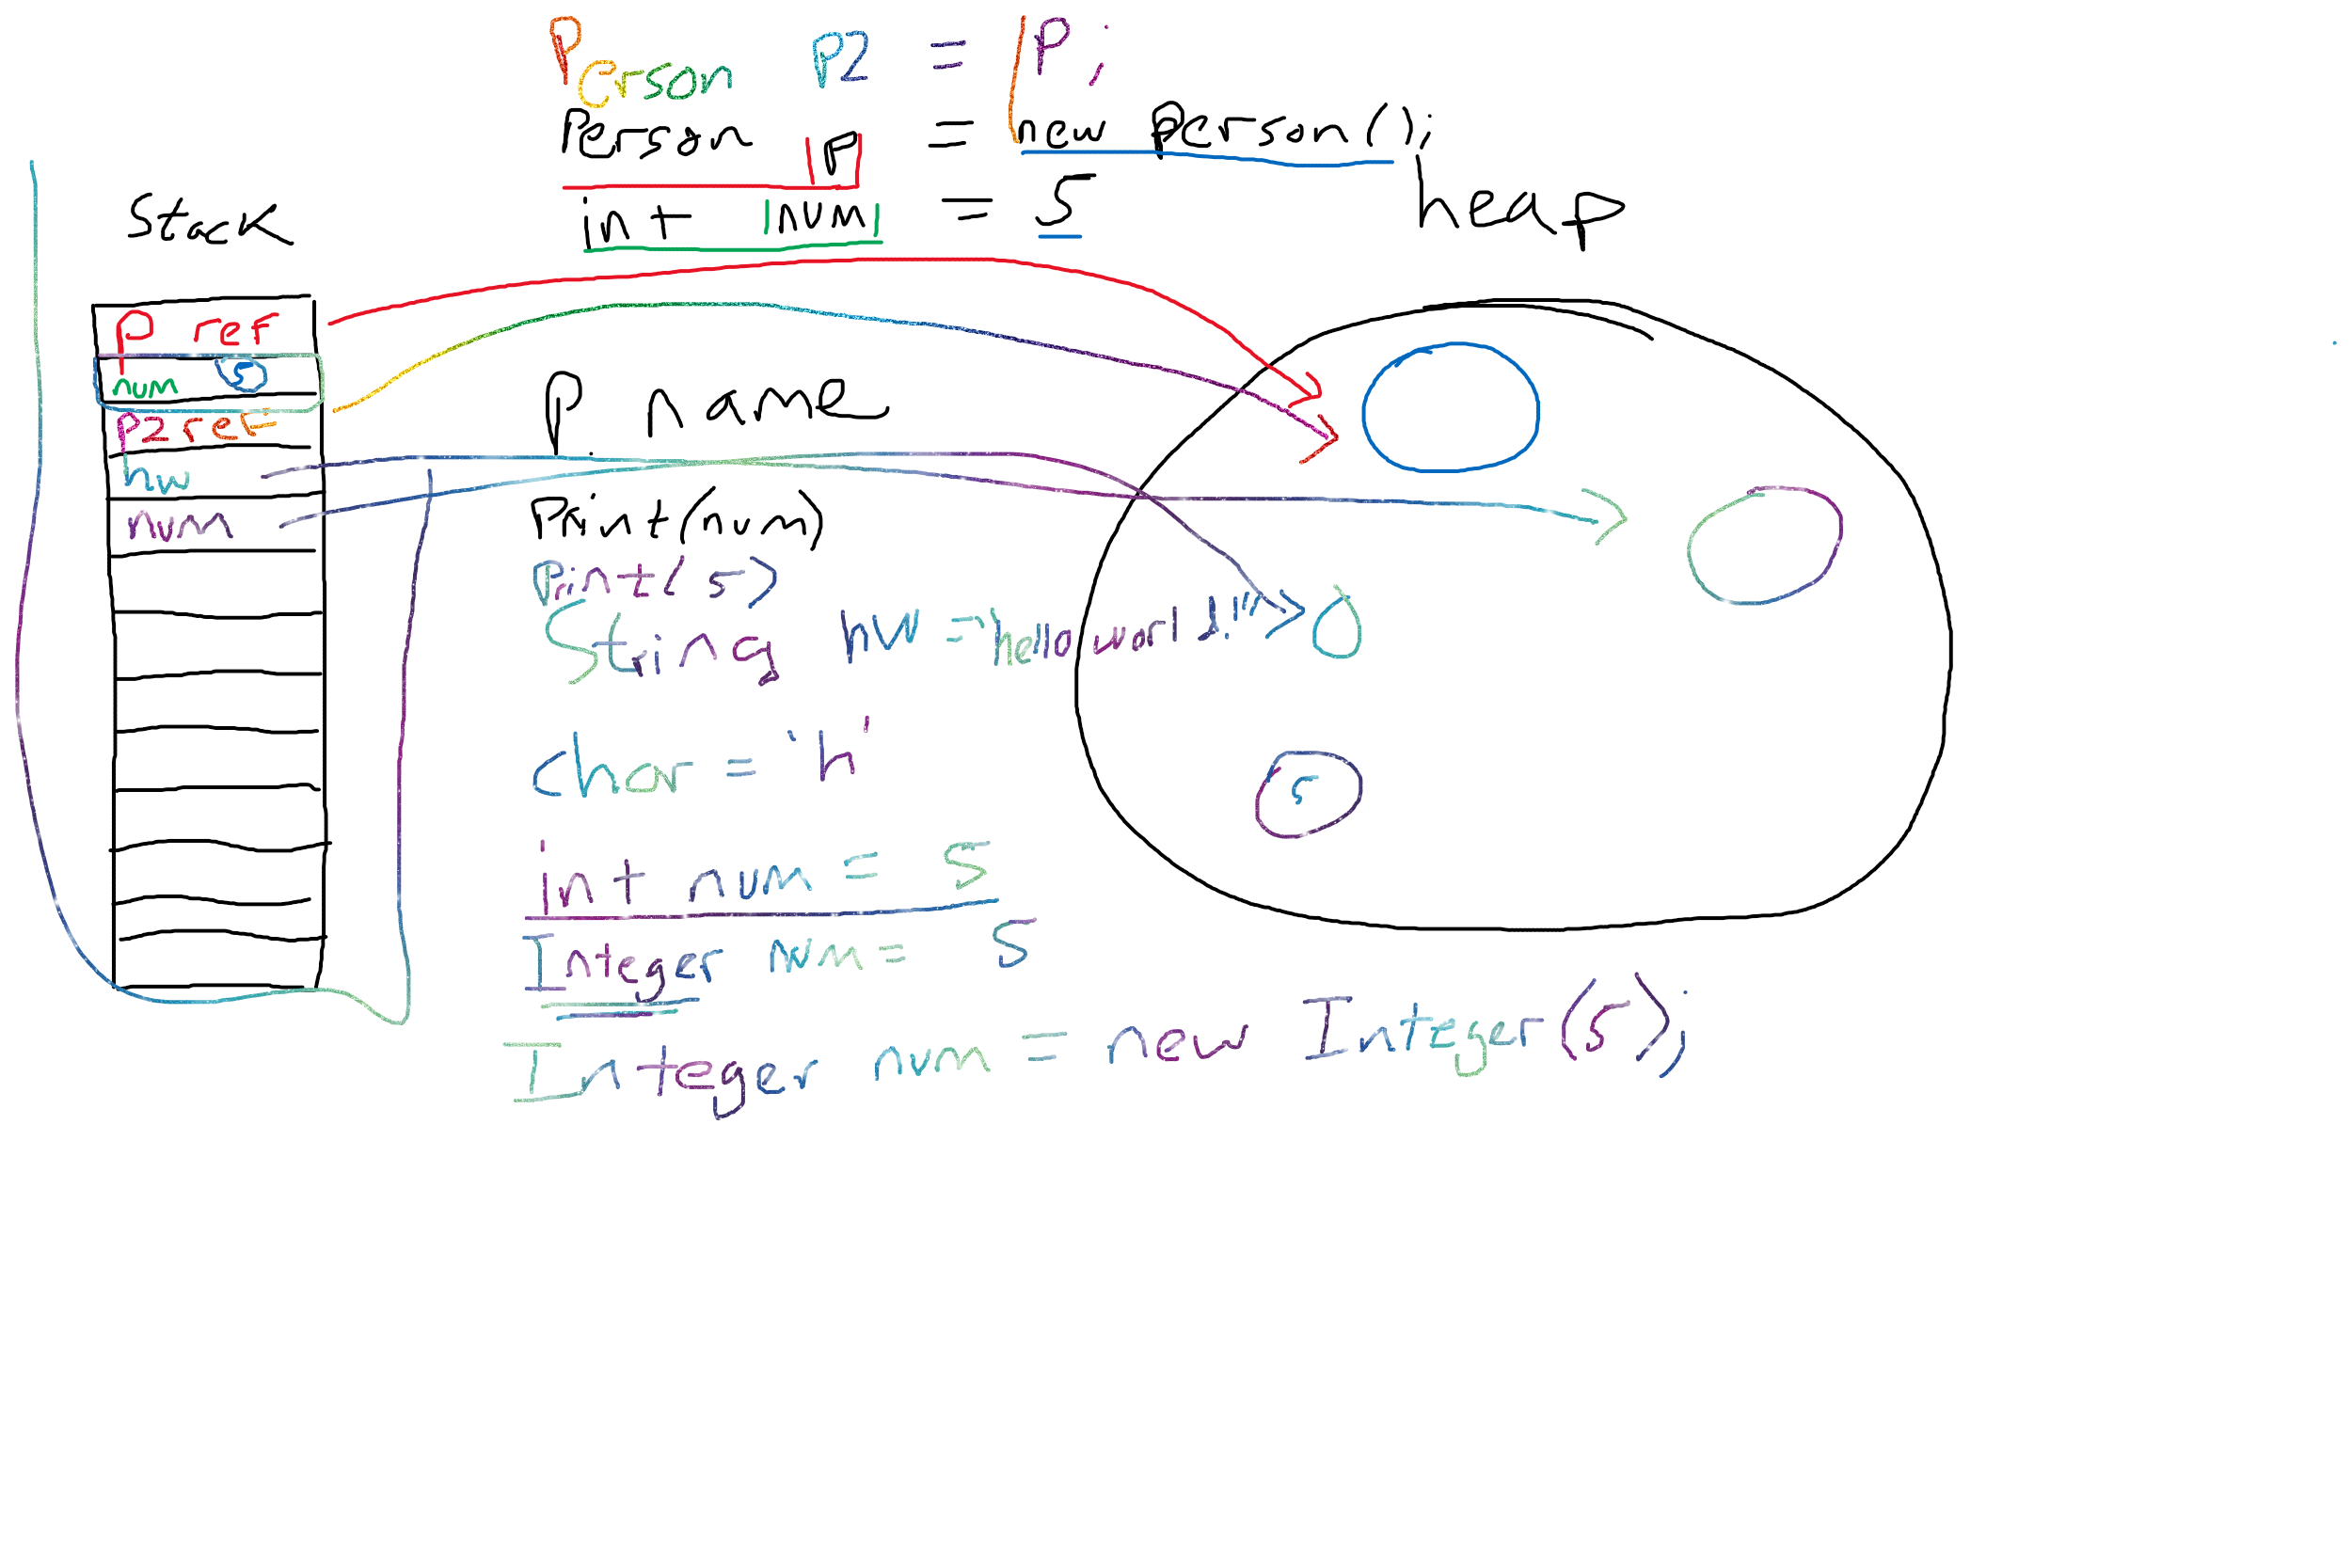 Person p2 = p;
Person p = new Person();
int num = 5
Stack
heap
p ref
num 5
p2 ref
hw
num
p name
Print(num)
Print(5)
String hw = "hello world!"
char = 'h'
5
int num = 5
Integer num = 5
Integer num = new Integer(5);